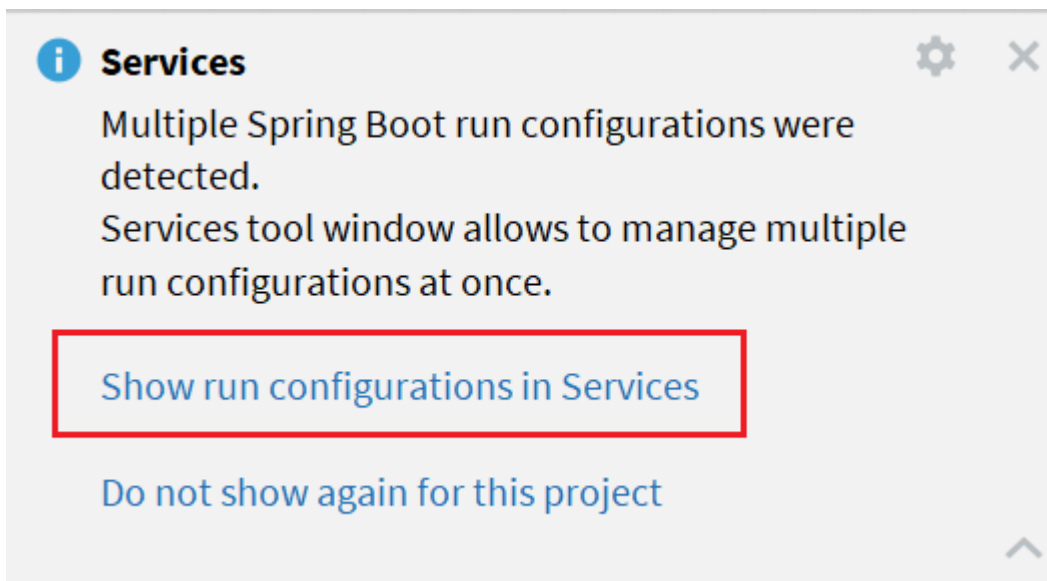 Services
Multiple Spring Boot run configurations were
detected.
Services tool window allows to manage multiple
run configurations at once.
Show run configurations in Services
Do not show again for this project